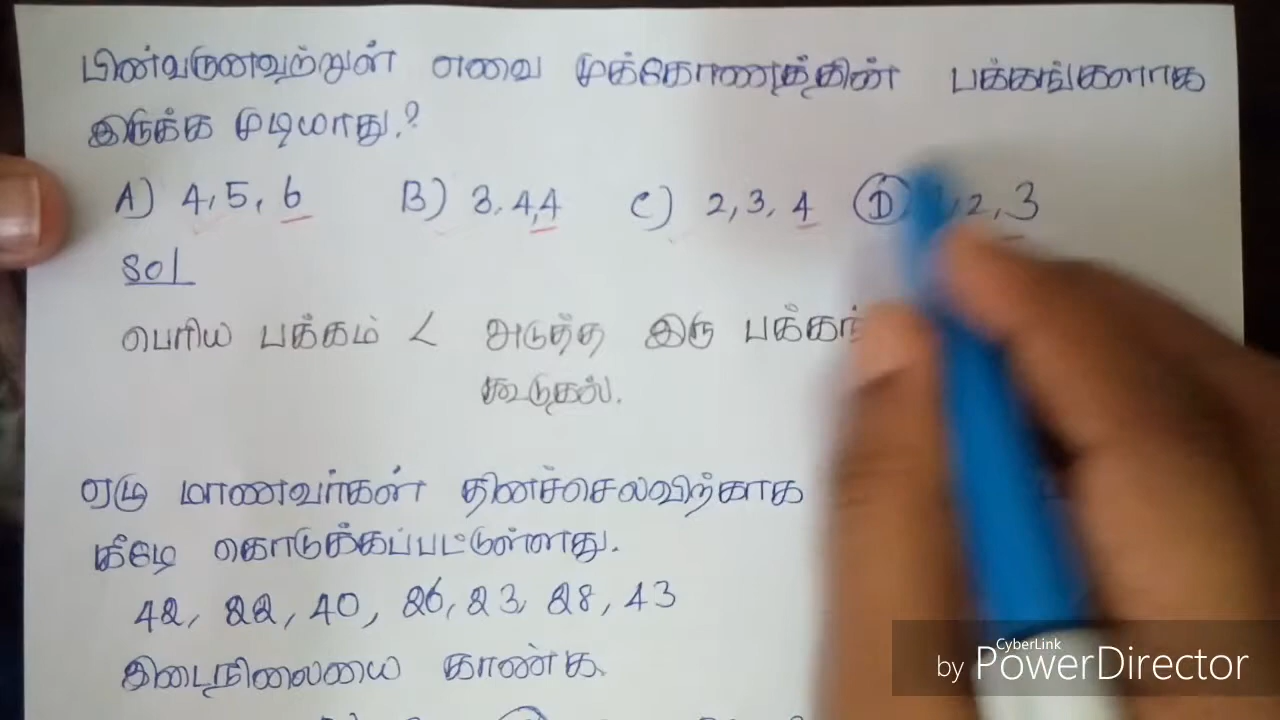 பின்வருனவற்றுள் எவை முக்கோணத்தின் பக்கங்களாக
இருக்க முடியாது.?
A) 4, 5, 6 B) 3, 4, 4 C) 2, 3, 4 D , 2, 3
Sol
பெரிய பக்கம் < அடுத்த இரு
கூடுதல்.
ஏழு மாணவர்கள் தினச்செலவிற்காக
கீழே கொடுக்கப்பட்டுள்ளது.
42, 22, 40, 26, 23, 28, 43
இடைநிலையை காண்க.
CyberLink
by PowerDirector